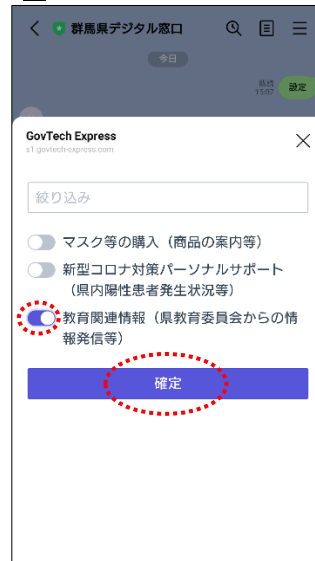 群馬県デジタル窓口
今日
既読
15:07
設定
GovTech Express
s1.govtech-express.com
絞り込み
マスク等の購入（商品の案内等）
新型コロナ対策パーソナルサポート
（県内陽性患者発生状況等）
教育関連情報（県教育委員会からの情
報発信等）
確定